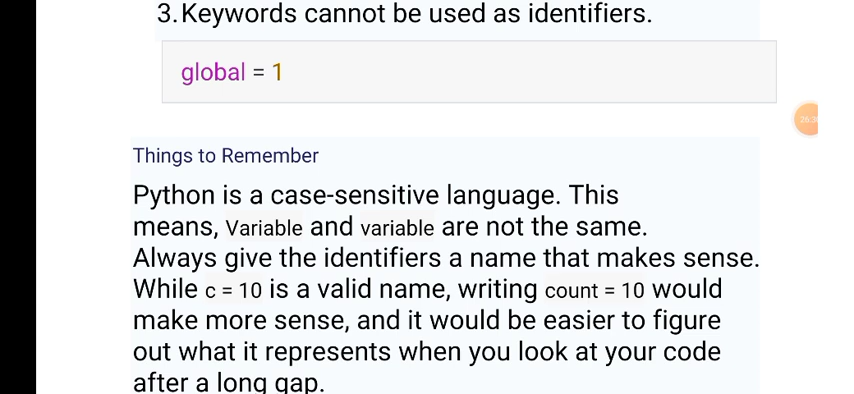 3. Keywords cannot be used as identifiers.
global = 1
Things to Remember
Python is a case-sensitive language. This
means, Variable and variable are not the same.
Always give the identifiers a name that makes sense.
While c = 10 is a valid name, writing count = 10 would
make more sense, and it would be easier to figure
out what it represents when you look at your code
after a long gap.